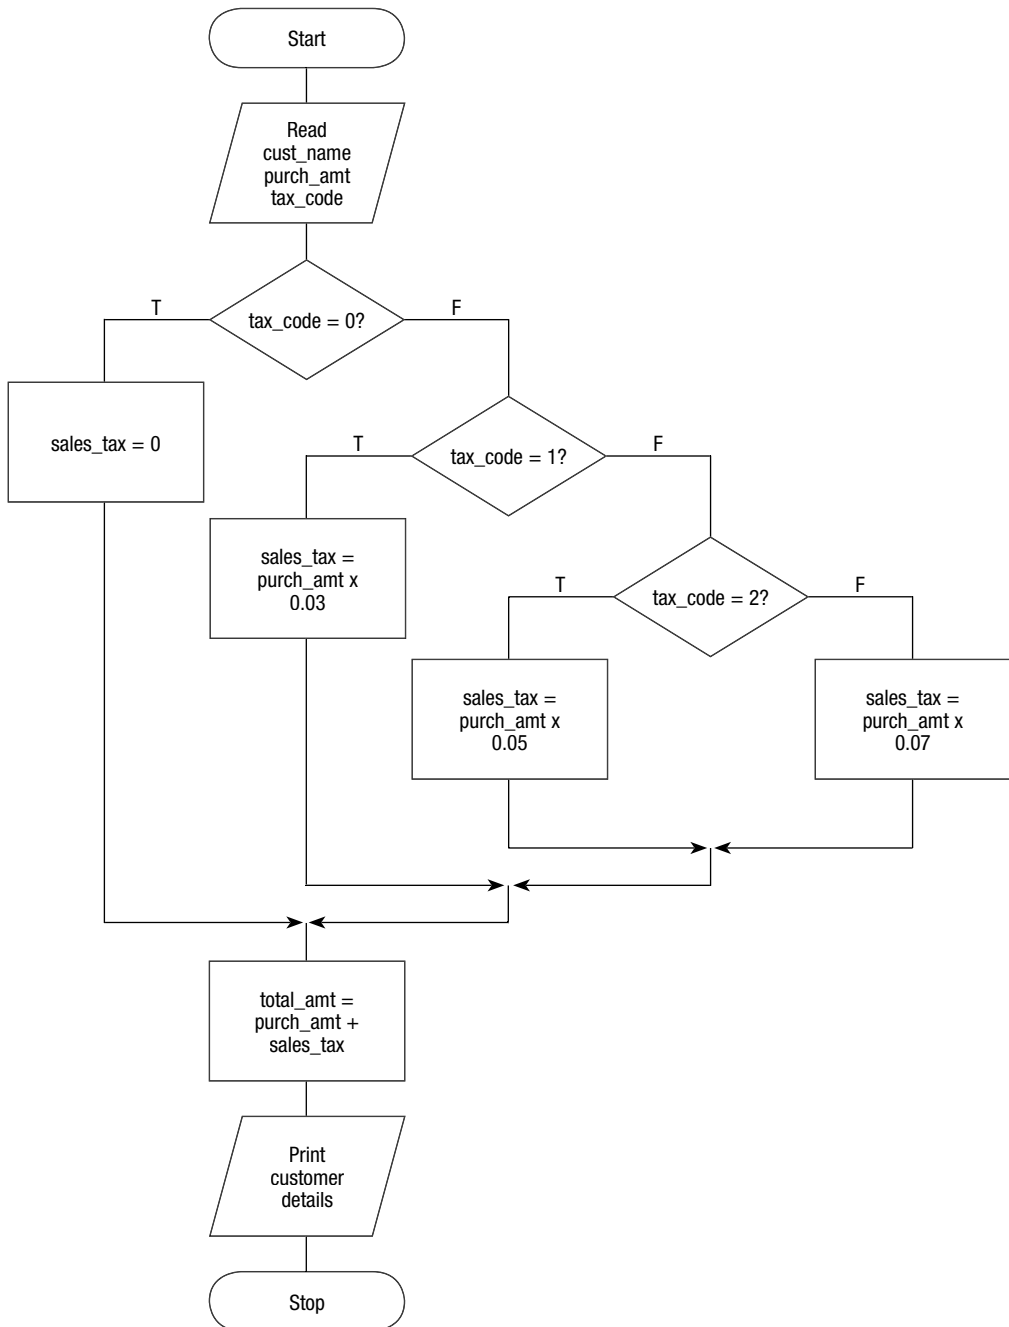 Start
Read
cust_name
purch_amt
tax_code
T
tax_code = 0?
F
sales_tax = 0
T
tax_code = 1?
F
sales_tax =
purch_amt x
0.03
T
tax_code = 2?
F
sales_tax =
purch_amt x
0.05
sales_tax =
purch_amt x
0.07
total_amt =
purch_amt +
sales_tax
Print
customer
details
Stop